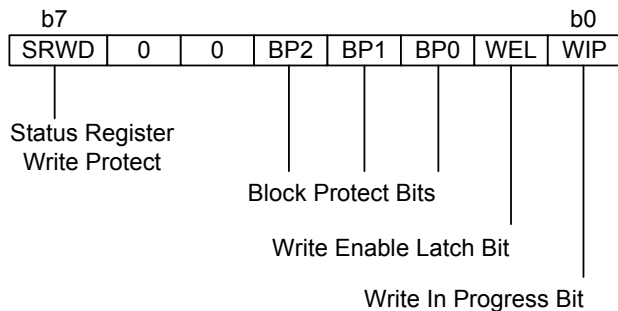 b7 b0
SRWD 0 0 BP2 BP1 BP0 WEL WIP
Status Register
Write Protect
Block Protect Bits
Write Enable Latch Bit
Write In Progress Bit